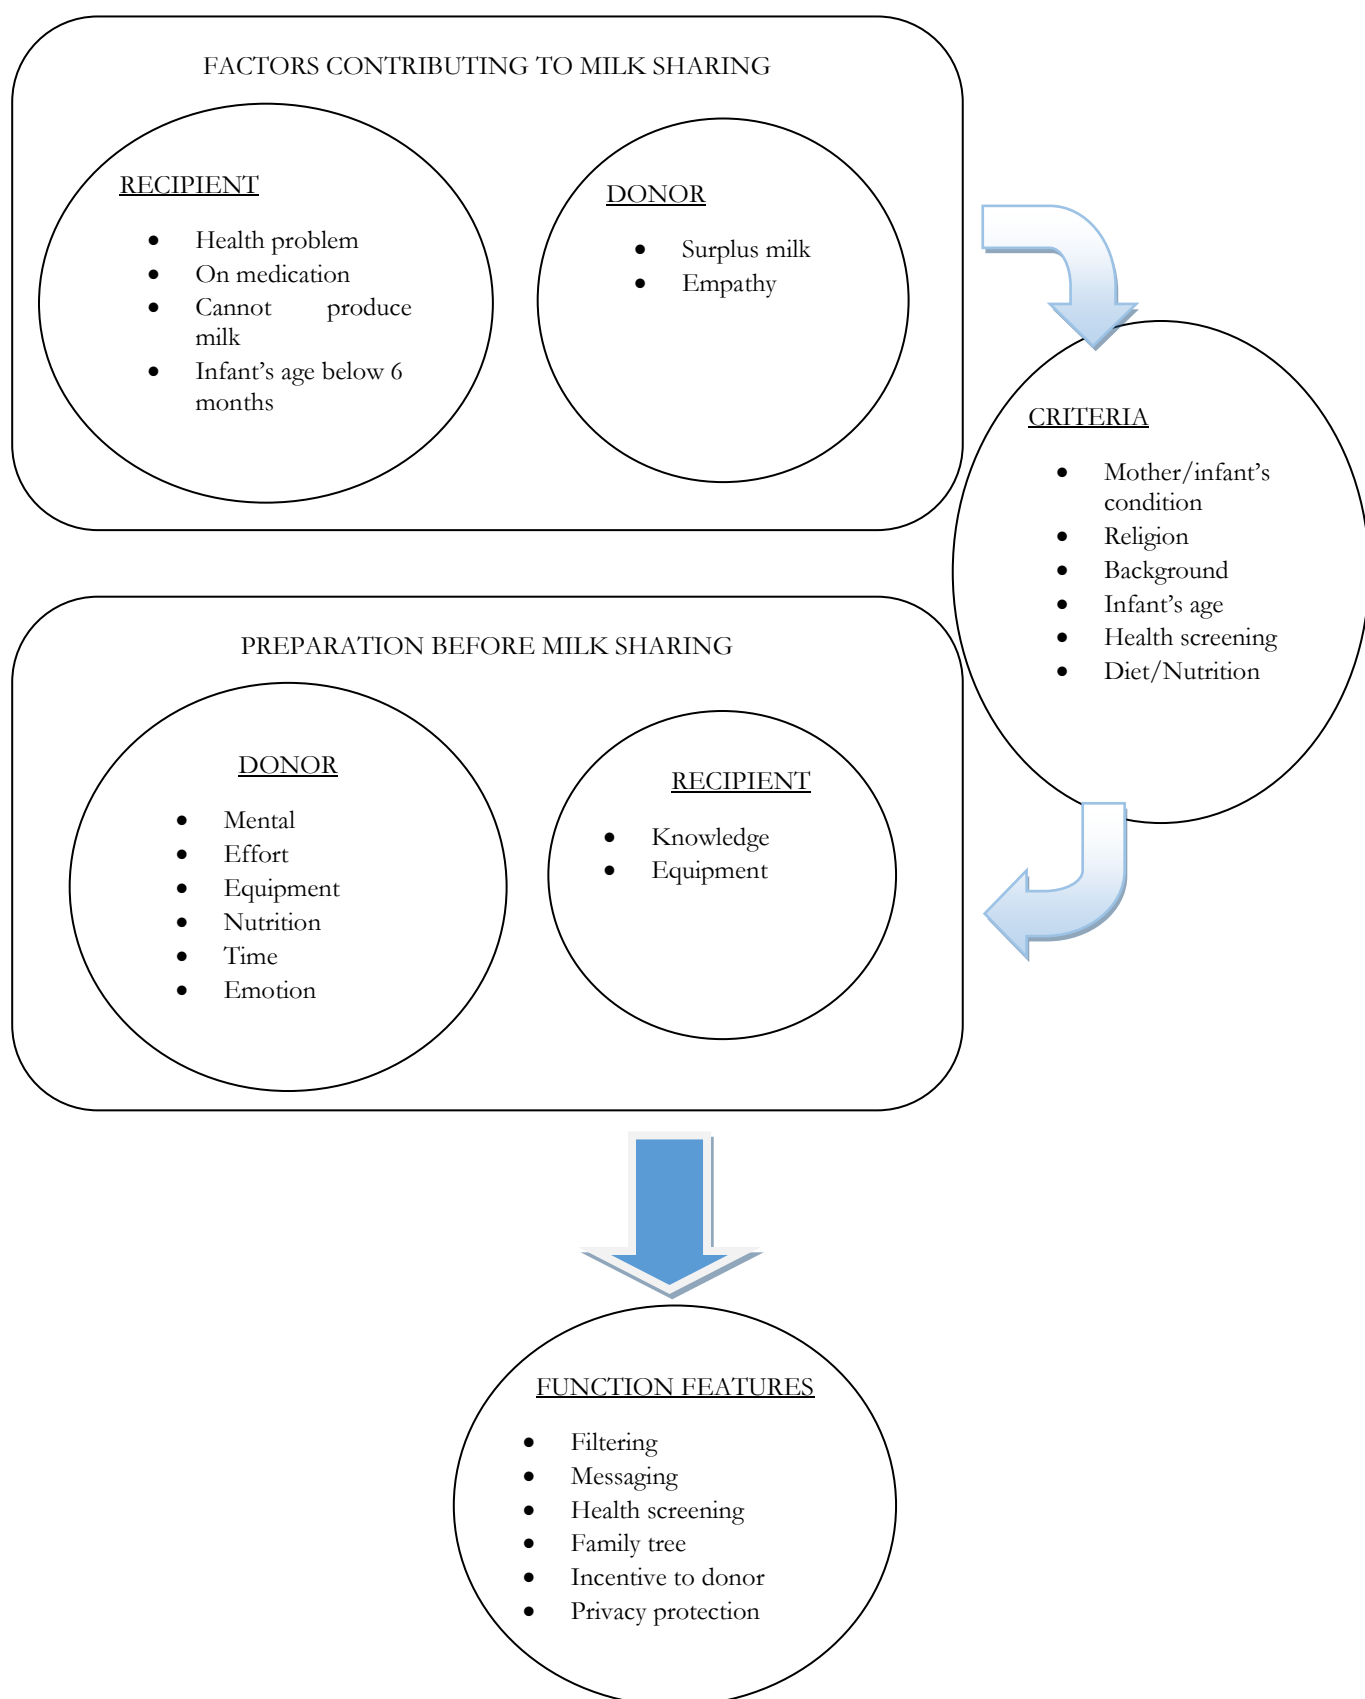 FACTORS CONTRIBUTING TO MILK SHARING
RECIPIENT
• Health problem
• On medication
• Cannot produce
milk
• Infant’s age below 6
months
DONOR
• Surplus milk
• Empathy
CRITERIA
• Mother/infant’s
condition
• Religion
• Background
• Infant’s age
• Health screening
• Diet/Nutrition
PREPARATION BEFORE MILK SHARING
DONOR
• Mental
• Effort
• Equipment
• Nutrition
• Time
• Emotion
RECIPIENT
• Knowledge
• Equipment
FUNCTION FEATURES
• Filtering
• Messaging
• Health screening
• Family tree
• Incentive to donor
• Privacy protection